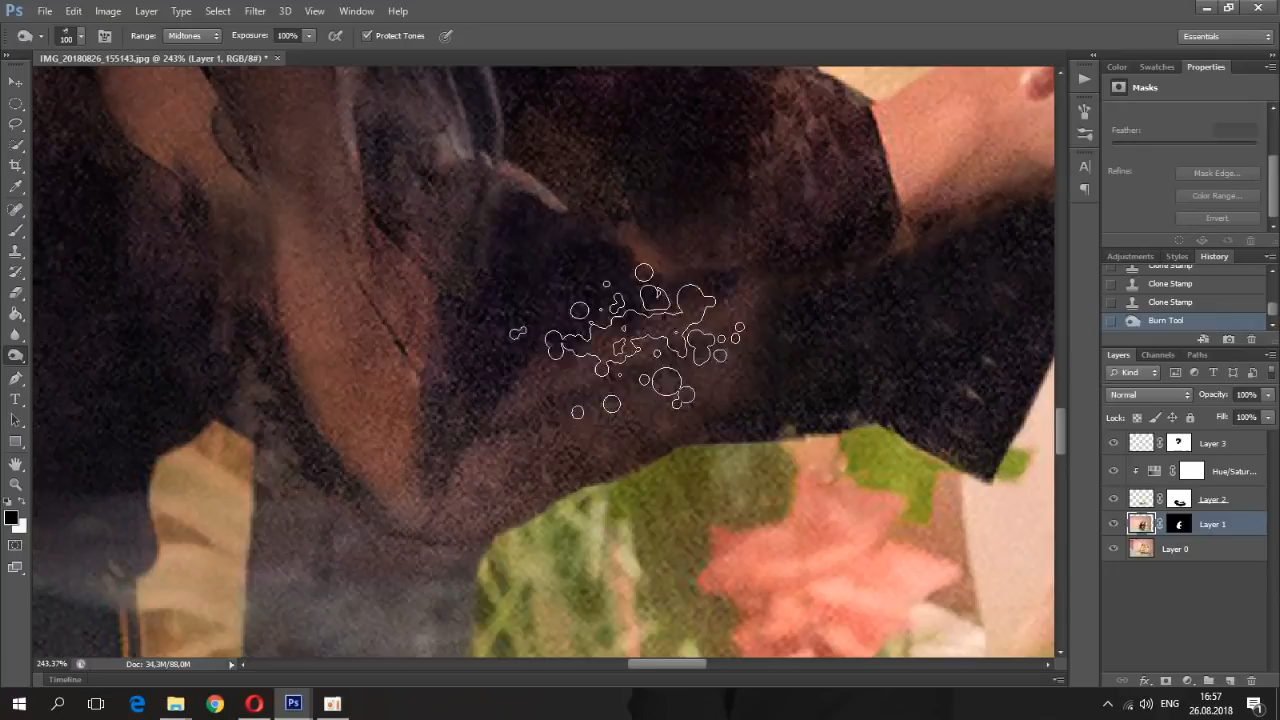 Ps File Edit Image Layer Type Select Filter 3D View Window Help
100 Range: Midtones Exposure: 100% Protect Tones Essentials
IMG_20180826_155143.jpg @ 243% (Layer 1, RGB/8#) *
Color Swatches Properties
Masks
Feather:
Refine: Mask Edge...
Color Range...
Invert
Adjustments Styles History
Clone Stamp
Clone Stamp
Clone Stamp
Burn Tool
Layers Channels Paths
Kind
Normal Opacity: 100%
Lock: Fill: 100%
Layer 3
Hue/Satur...
Layer 2
Layer 1
Layer 0
243.37% Doc: 34,3M/88,0M
Timeline
Ps ENG 16:57
26.08.2018